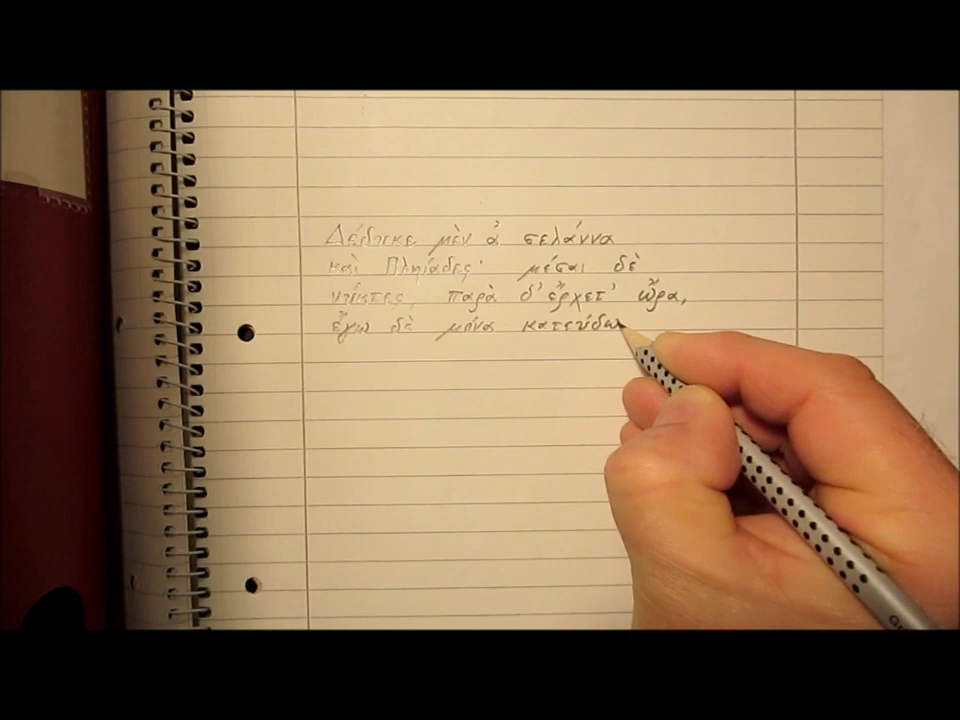 Δέδυκε μὲν ἀ σελάννα
καὶ Πληίαδες· μέσαι δὲ
νύκτες, παρὰ δ' ἔρχετ' ὤρα,
ἔγω δὲ μόνα κατεύδω